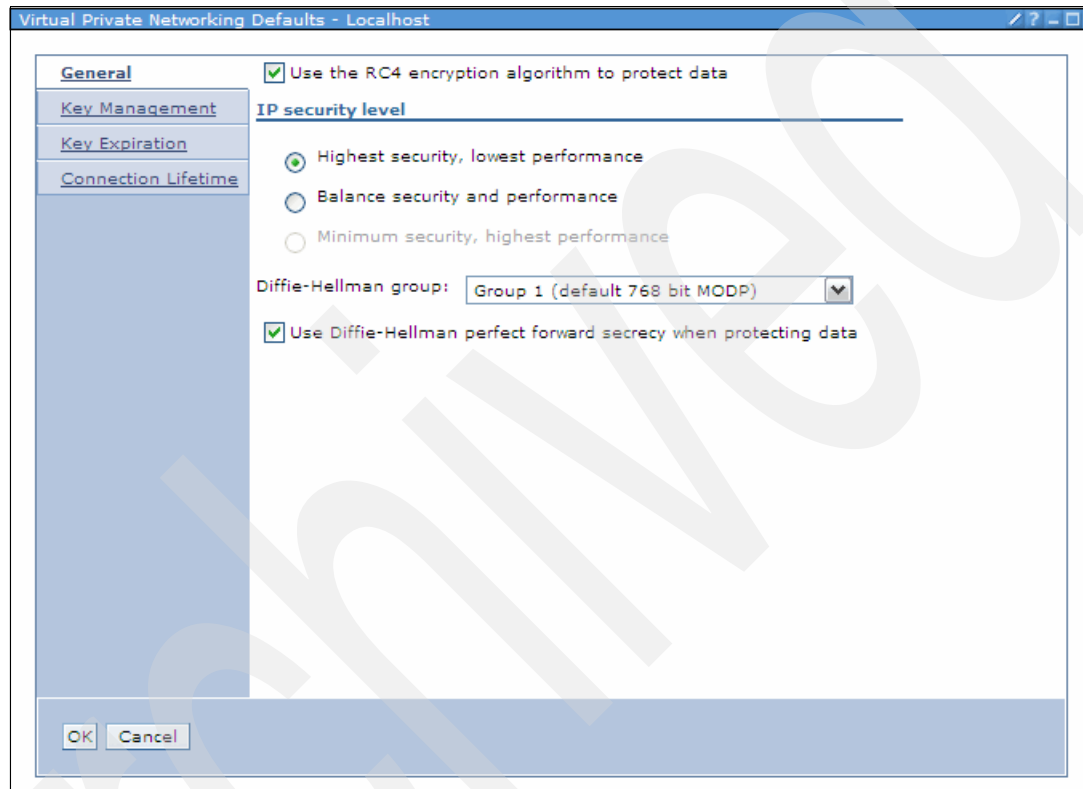 Virtual Private Networking Defaults - Localhost
General
Key Management
Key Expiration
Connection Lifetime
Use the RC4 encryption algorithm to protect data
IP security level
Highest security, lowest performance
Balance security and performance
Minimum security, highest performance
Diffie-Hellman group: Group 1 (default 768 bit MODP)
Use Diffie-Hellman perfect forward secrecy when protecting data
OK Cancel